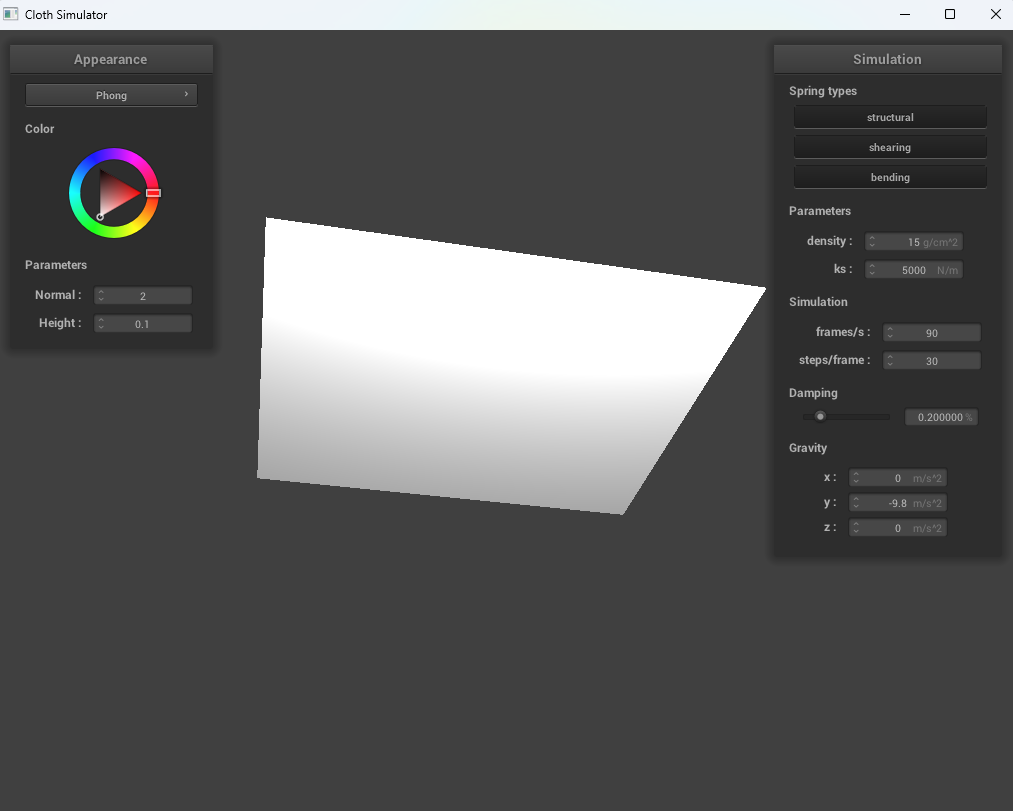 Cloth Simulator
Appearance
Phong
Color
Parameters
Normal : 2
Height : 0.1
Simulation
Spring types
structural
shearing
bending
Parameters
density : 15 g/cm^2
ks : 5000 N/m
Simulation
frames/s : 90
steps/frame : 30
Damping
0.200000 %
Gravity
x : 0 m/s^2
y : -9.8 m/s^2
z : 0 m/s^2